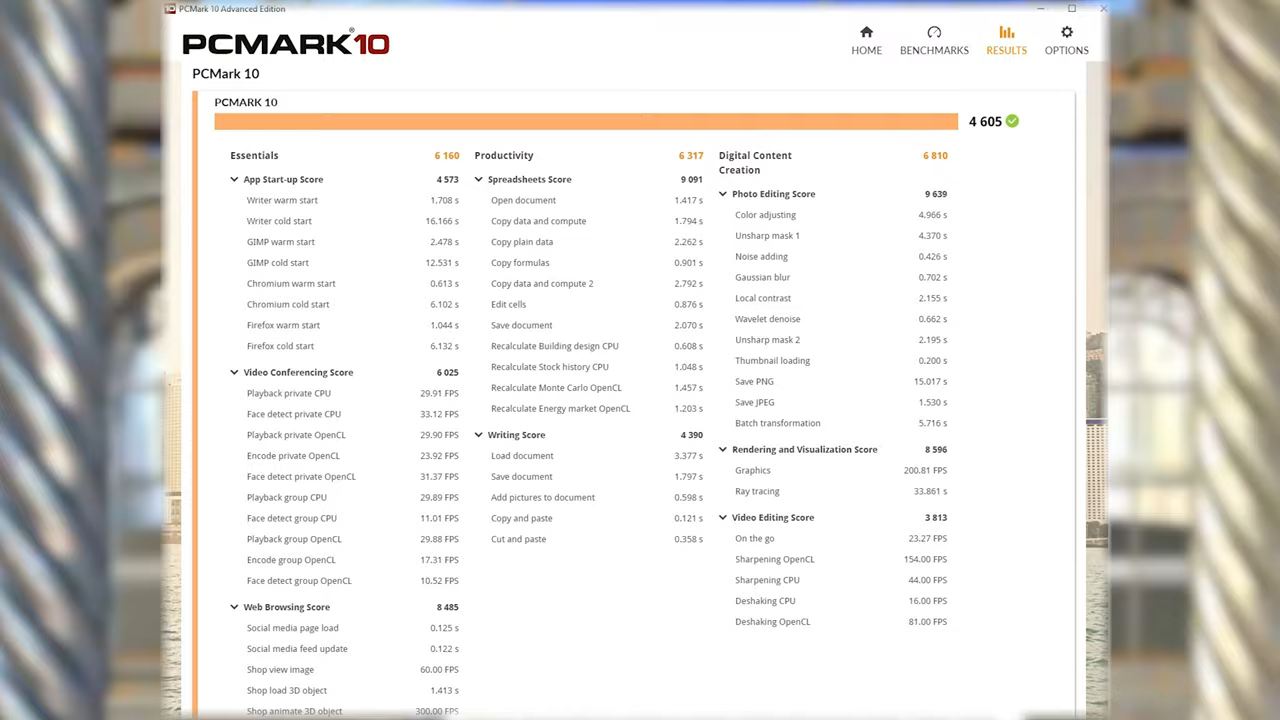 PCMark 10 Advanced Edition
PCMARK®10
HOME BENCHMARKS RESULTS OPTIONS
PCMark 10
PCMARK 10
4 605
Essentials 6 160
App Start-up Score 4 573
Writer warm start 1.708 s
Writer cold start 16.166 s
GIMP warm start 2.478 s
GIMP cold start 12.531 s
Chromium warm start 0.613 s
Chromium cold start 6.102 s
Firefox warm start 1.044 s
Firefox cold start 6.132 s
Video Conferencing Score 6 025
Playback private CPU 29.91 FPS
Face detect private CPU 33.12 FPS
Playback private OpenCL 29.90 FPS
Encode private OpenCL 23.92 FPS
Face detect private OpenCL 31.37 FPS
Playback group CPU 29.89 FPS
Face detect group CPU 11.01 FPS
Playback group OpenCL 29.88 FPS
Encode group OpenCL 17.31 FPS
Face detect group OpenCL 10.52 FPS
Web Browsing Score 8 485
Social media page load 0.125 s
Social media feed update 0.122 s
Shop view image 60.00 FPS
Shop load 3D object 1.413 s
Shop animate 3D object 300.00 FPS
Productivity 6 317
Spreadsheets Score 9 091
Open document 1.417 s
Copy data and compute 1.794 s
Copy plain data 2.262 s
Copy formulas 0.901 s
Copy data and compute 2 2.792 s
Edit cells 0.876 s
Save document 2.070 s
Recalculate Building design CPU 0.608 s
Recalculate Stock history CPU 1.048 s
Recalculate Monte Carlo OpenCL 1.457 s
Recalculate Energy market OpenCL 1.203 s
Writing Score 4 390
Load document 3.377 s
Save document 1.797 s
Add pictures to document 0.598 s
Copy and paste 0.121 s
Cut and paste 0.358 s
Digital Content 6 810
Creation
Photo Editing Score 9 639
Color adjusting 4.966 s
Unsharp mask 1 4.370 s
Noise adding 0.426 s
Gaussian blur 0.702 s
Local contrast 2.155 s
Wavelet denoise 0.662 s
Unsharp mask 2 2.195 s
Thumbnail loading 0.200 s
Save PNG 15.017 s
Save JPEG 1.530 s
Batch transformation 5.716 s
Rendering and Visualization Score 8 596
Graphics 200.81 FPS
Ray tracing 33.861 s
Video Editing Score 3 813
On the go 23.27 FPS
Sharpening OpenCL 154.00 FPS
Sharpening CPU 44.00 FPS
Deshaking CPU 16.00 FPS
Deshaking OpenCL 81.00 FPS